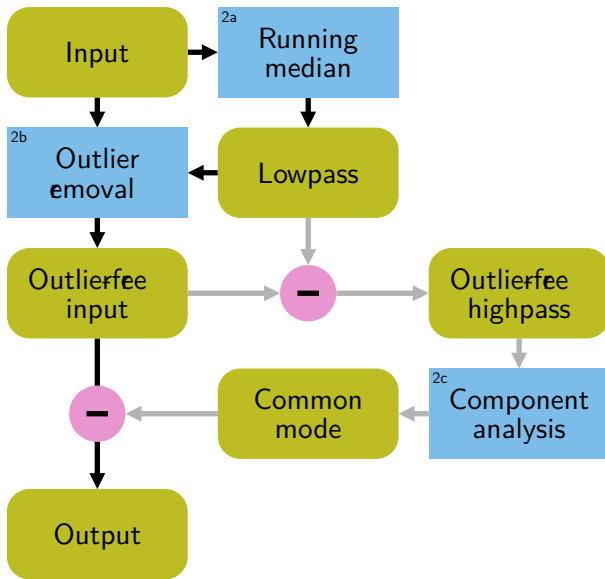 Input
2a
Running
median
2b
Outlier
removal
Lowpass
Outlier-free
input
−
Outlier-free
highpass
−
Common
mode
2c
Component
analysis
Output